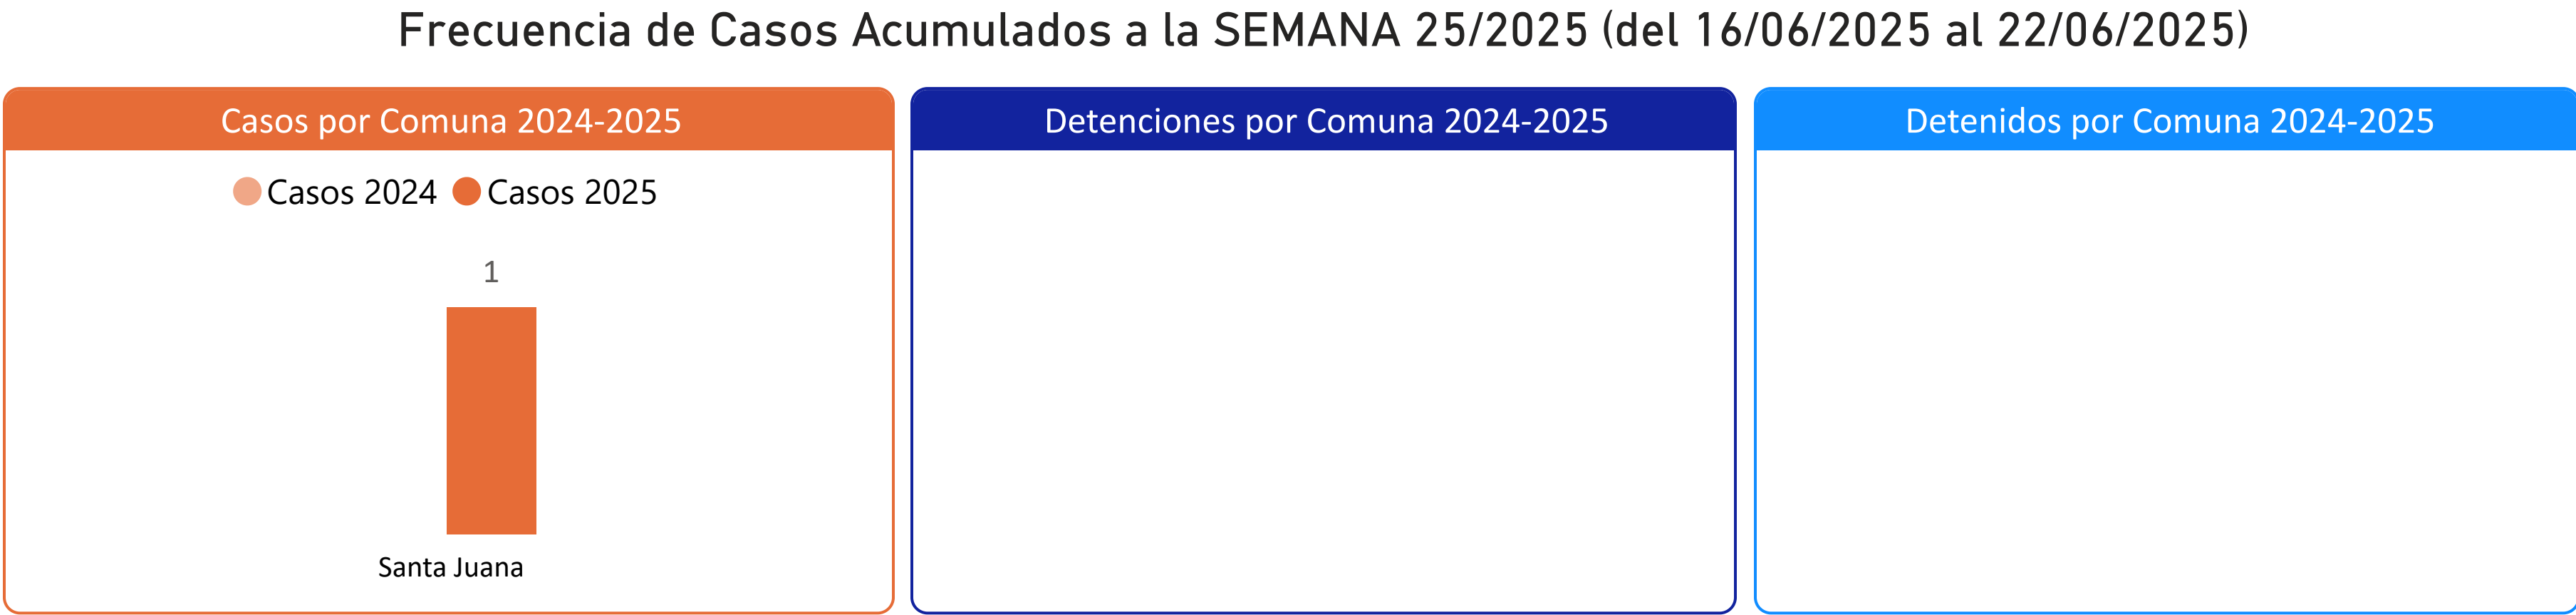 Frecuencia de Casos Acumulados a la SEMANA 25/2025 (del 16/06/2025 al 22/06/2025)
Casos por Comuna 2024-2025
Casos 2024 Casos 2025
1
Santa Juana
Detenciones por Comuna 2024-2025
Detenidos por Comuna 2024-2025